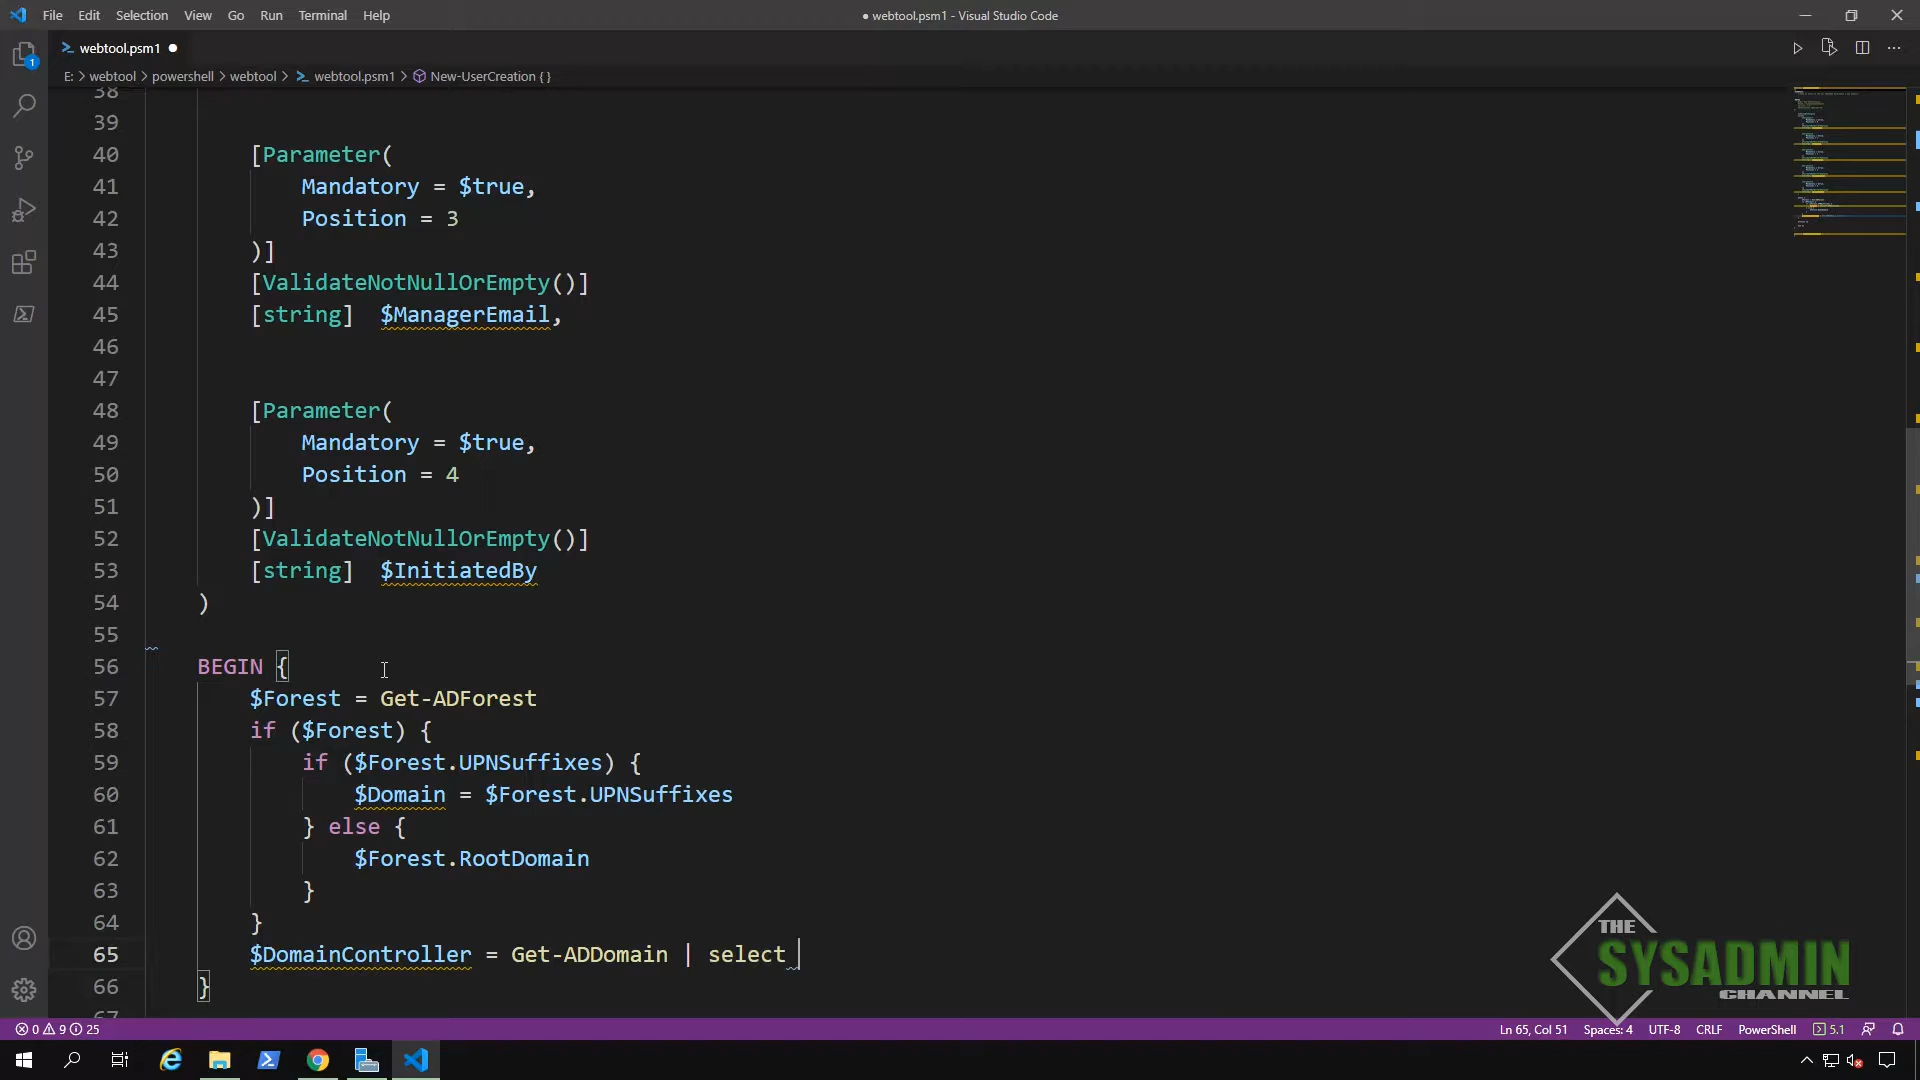 File Edit Selection View Go Run Terminal Help
● webtool.psm1 - Visual Studio Code
webtool.psm1 ●
E: > webtool > powershell > webtool > webtool.psm1 > New-UserCreation { }
1
38
39
40 [Parameter(
41 Mandatory = $true,
42 Position = 3
43 )]
44 [ValidateNotNullOrEmpty()]
45 [string]  $ManagerEmail,
46
47
48 [Parameter(
49 Mandatory = $true,
50 Position = 4
51 )]
52 [ValidateNotNullOrEmpty()]
53 [string]  $InitiatedBy
54 )
55
56 BEGIN {
57 $Forest = Get-ADForest
58 if ($Forest) {
59 if ($Forest.UPNSuffixes) {
60 $Domain = $Forest.UPNSuffixes
61 } else {
62 $Forest.RootDomain
63 }
64 }
65 $DomainController = Get-ADDomain | select
66 }
67
THE
SYSADMIN
CHANNEL
0 9 25
Ln 65, Col 51 Spaces: 4 UTF-8 CRLF PowerShell 5.1